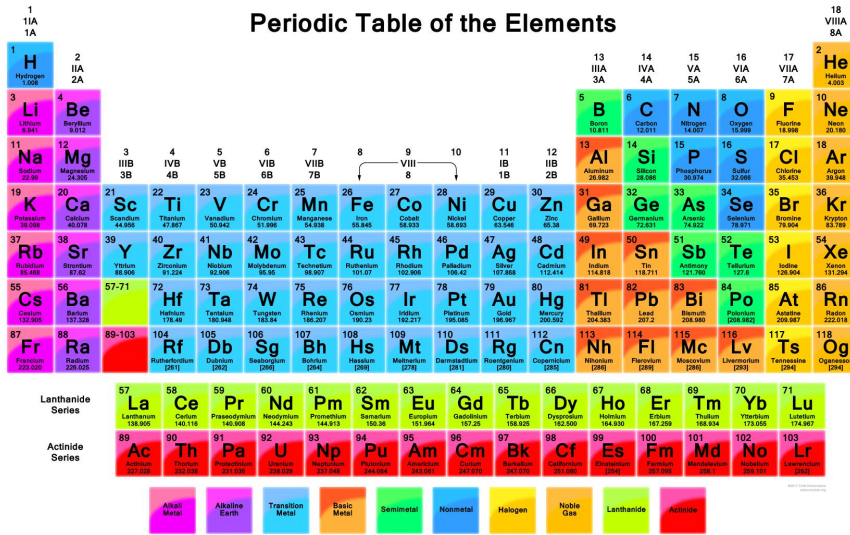 Periodic Table of the Elements
1 18
1IA VIIIA
1A 8A
1 2
H He
Hydrogen Helium
1.008 4.003
2 13 14 15 16 17
IIA IIIA IVA VA VIA VIIA
2A 3A 4A 5A 6A 7A
3 4 5 6 7 8 9 10
Li Be B C N O F Ne
Lithium Beryllium Boron Carbon Nitrogen Oxygen Fluorine Neon
6.941 9.012 10.811 12.011 14.007 15.999 18.998 20.180
11 12 13 14 15 16 17 18
Na Mg Al Si P S Cl Ar
Sodium Magnesium Aluminum Silicon Phosphorus Sulfur Chlorine Argon
22.99 24.305 26.982 28.086 30.974 32.066 35.453 39.948
3 4 5 6 7 8 9 10 11 12
IIIB IVB VB VIB VIIB VIII IB IIB
3B 4B 5B 6B 7B 8 1B 2B
19 20 21 22 23 24 25 26 27 28 29 30 31 32 33 34 35 36
K Ca Sc Ti V Cr Mn Fe Co Ni Cu Zn Ga Ge As Se Br Kr
Potassium Calcium Scandium Titanium Vanadium Chromium Manganese Iron Cobalt Nickel Copper Zinc Gallium Germanium Arsenic Selenium Bromine Krypton
39.098 40.078 44.956 47.867 50.942 51.996 54.938 55.845 58.933 58.693 63.546 65.38 69.723 72.631 74.922 78.971 79.904 83.789
37 38 39 40 41 42 43 44 45 46 47 48 49 50 51 52 53 54
Rb Sr Y Zr Nb Mo Tc Ru Rh Pd Ag Cd In Sn Sb Te I Xe
Rubidium Strontium Yttrium Zirconium Niobium Molybdenum Technetium Ruthenium Rhodium Palladium Silver Cadmium Indium Tin Antimony Tellurium Iodine Xenon
85.468 87.62 88.906 91.224 92.906 95.95 98.907 101.07 102.906 106.42 107.868 112.414 114.818 118.711 121.760 127.6 126.904 131.294
55 56 57-71 72 73 74 75 76 77 78 79 80 81 82 83 84 85 86
Cs Ba Hf Ta W Re Os Ir Pt Au Hg Tl Pb Bi Po At Rn
Cesium Barium Hafnium Tantalum Tungsten Rhenium Osmium Iridium Platinum Gold Mercury Thallium Lead Bismuth Polonium Astatine Radon
132.905 137.328 178.49 180.948 183.84 186.207 190.23 192.217 195.085 196.967 200.592 204.383 207.2 208.980 [208.982] 209.987 222.018
87 88 89-103 104 105 106 107 108 109 110 111 112 113 114 115 116 117 118
Fr Ra Rf Db Sg Bh Hs Mt Ds Rg Cn Nh Fl Mc Lv Ts Og
Francium Radium Rutherfordium Dubnium Seaborgium Bohrium Hassium Meitnerium Darmstadtium Roentgenium Copernicium Nihonium Flerovium Moscovium Livermorium Tennessine Oganesso
223.020 226.025 [261] [262] [266] [264] [269] [278] [281] [280] [285] [286] [289] [286] [293] [294] [294]
Lanthanide
Series
57 58 59 60 61 62 63 64 65 66 67 68 69 70 71
La Ce Pr Nd Pm Sm Eu Gd Tb Dy Ho Er Tm Yb Lu
Lanthanum Cerium Praseodymium Neodymium Promethium Samarium Europium Gadolinium Terbium Dysprosium Holmium Erbium Thulium Ytterbium Lutetium
138.905 140.116 140.908 144.243 144.913 150.36 151.964 157.25 158.925 162.500 164.930 167.259 168.934 173.055 174.967
Actinide
Series
89 90 91 92 93 94 95 96 97 98 99 100 101 102 103
Ac Th Pa U Np Pu Am Cm Bk Cf Es Fm Md No Lr
Actinium Thorium Protactinium Uranium Neptunium Plutonium Americium Curium Berkelium Californium Einsteinium Fermium Mendelevium Nobelium Lawrencium
227.028 232.038 231.036 238.029 237.048 244.064 243.061 247.070 247.070 251.080 [254] 257.095 258.1 259.101 [262]
Alkali Metal
Alkaline Earth
Transition Metal
Basic Metal
Semimetal
Nonmetal
Halogen
Noble Gas
Lanthanide
Actinide